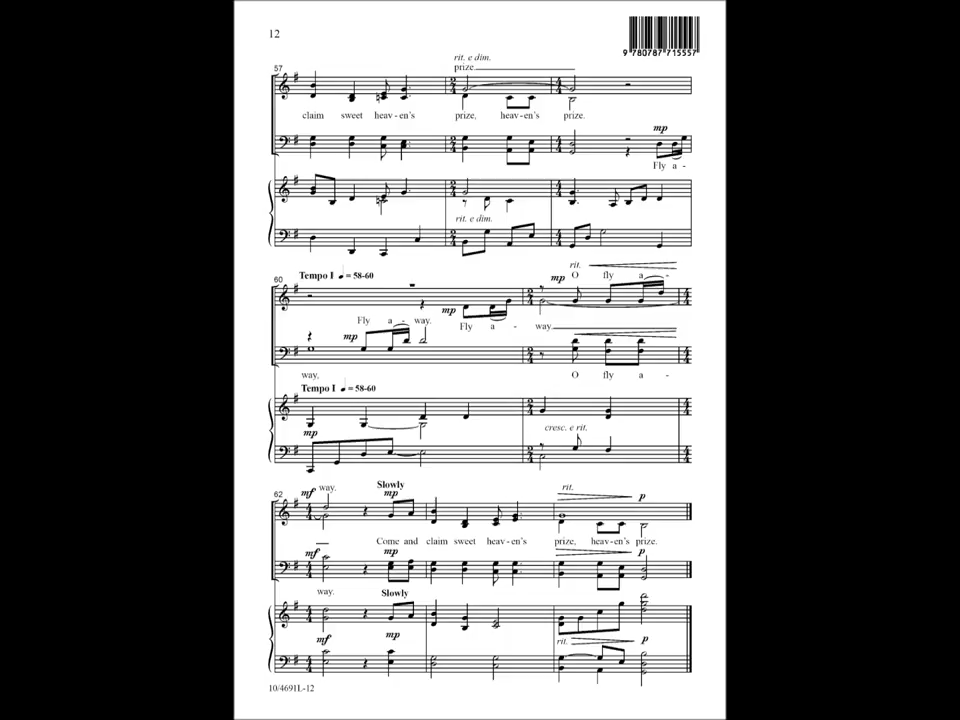 12
9 780787 715557
rit. e dim.
prize.
57
claim sweet heav-en's prize, heav-en's prize.
mp
Fly a -
rit. e dim.
60 Tempo I ♩ = 58-60
rit.
mp O fly a -
mp
Fly a - way. Fly a - way.
mp
way, O fly a -
Tempo I ♩ = 58-60
mp
cresc. e rit.
62
mf way. Slowly mp rit. p
Come and claim sweet heav-en's prize, heav-en's prize.
mf mp p
way. Slowly
mf mp rit. p
10/4691L-12